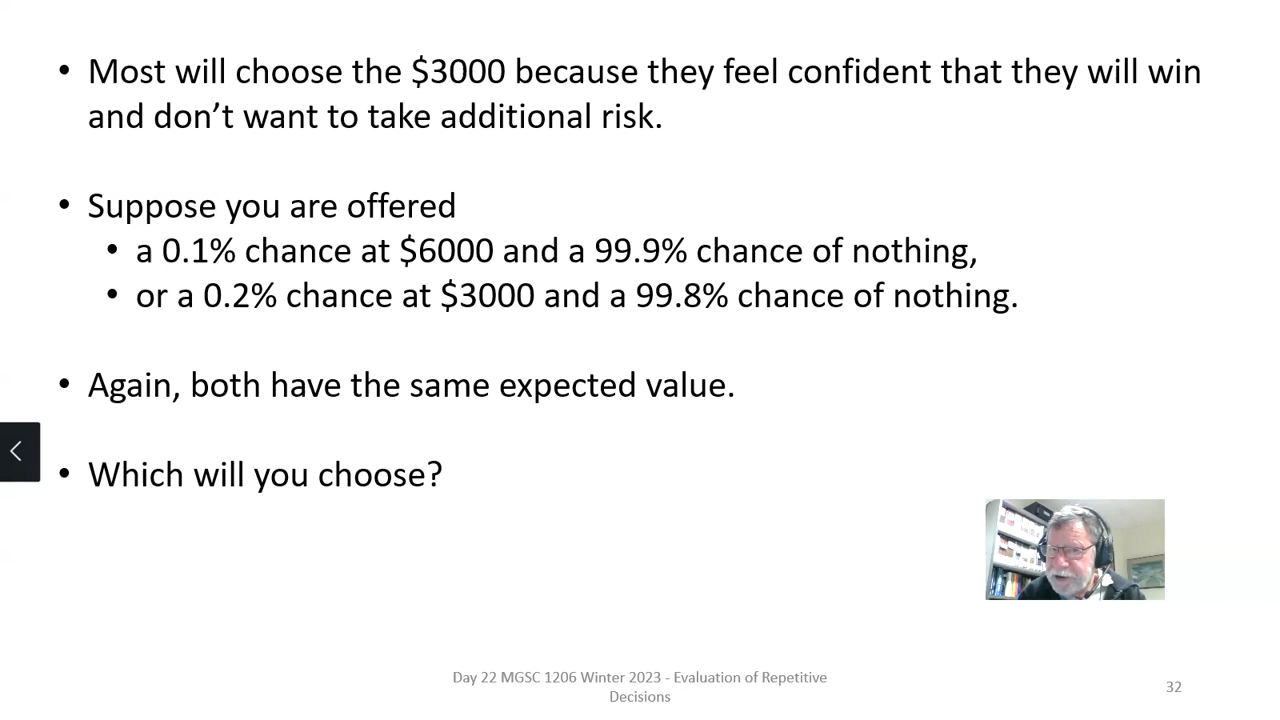 • Most will choose the $3000 because they feel confident that they will win
and don’t want to take additional risk.
• Suppose you are offered
• a 0.1% chance at $6000 and a 99.9% chance of nothing,
• or a 0.2% chance at $3000 and a 99.8% chance of nothing.
• Again, both have the same expected value.
• Which will you choose?
Day 22 MGSC 1206 Winter 2023 - Evaluation of Repetitive
Decisions
32